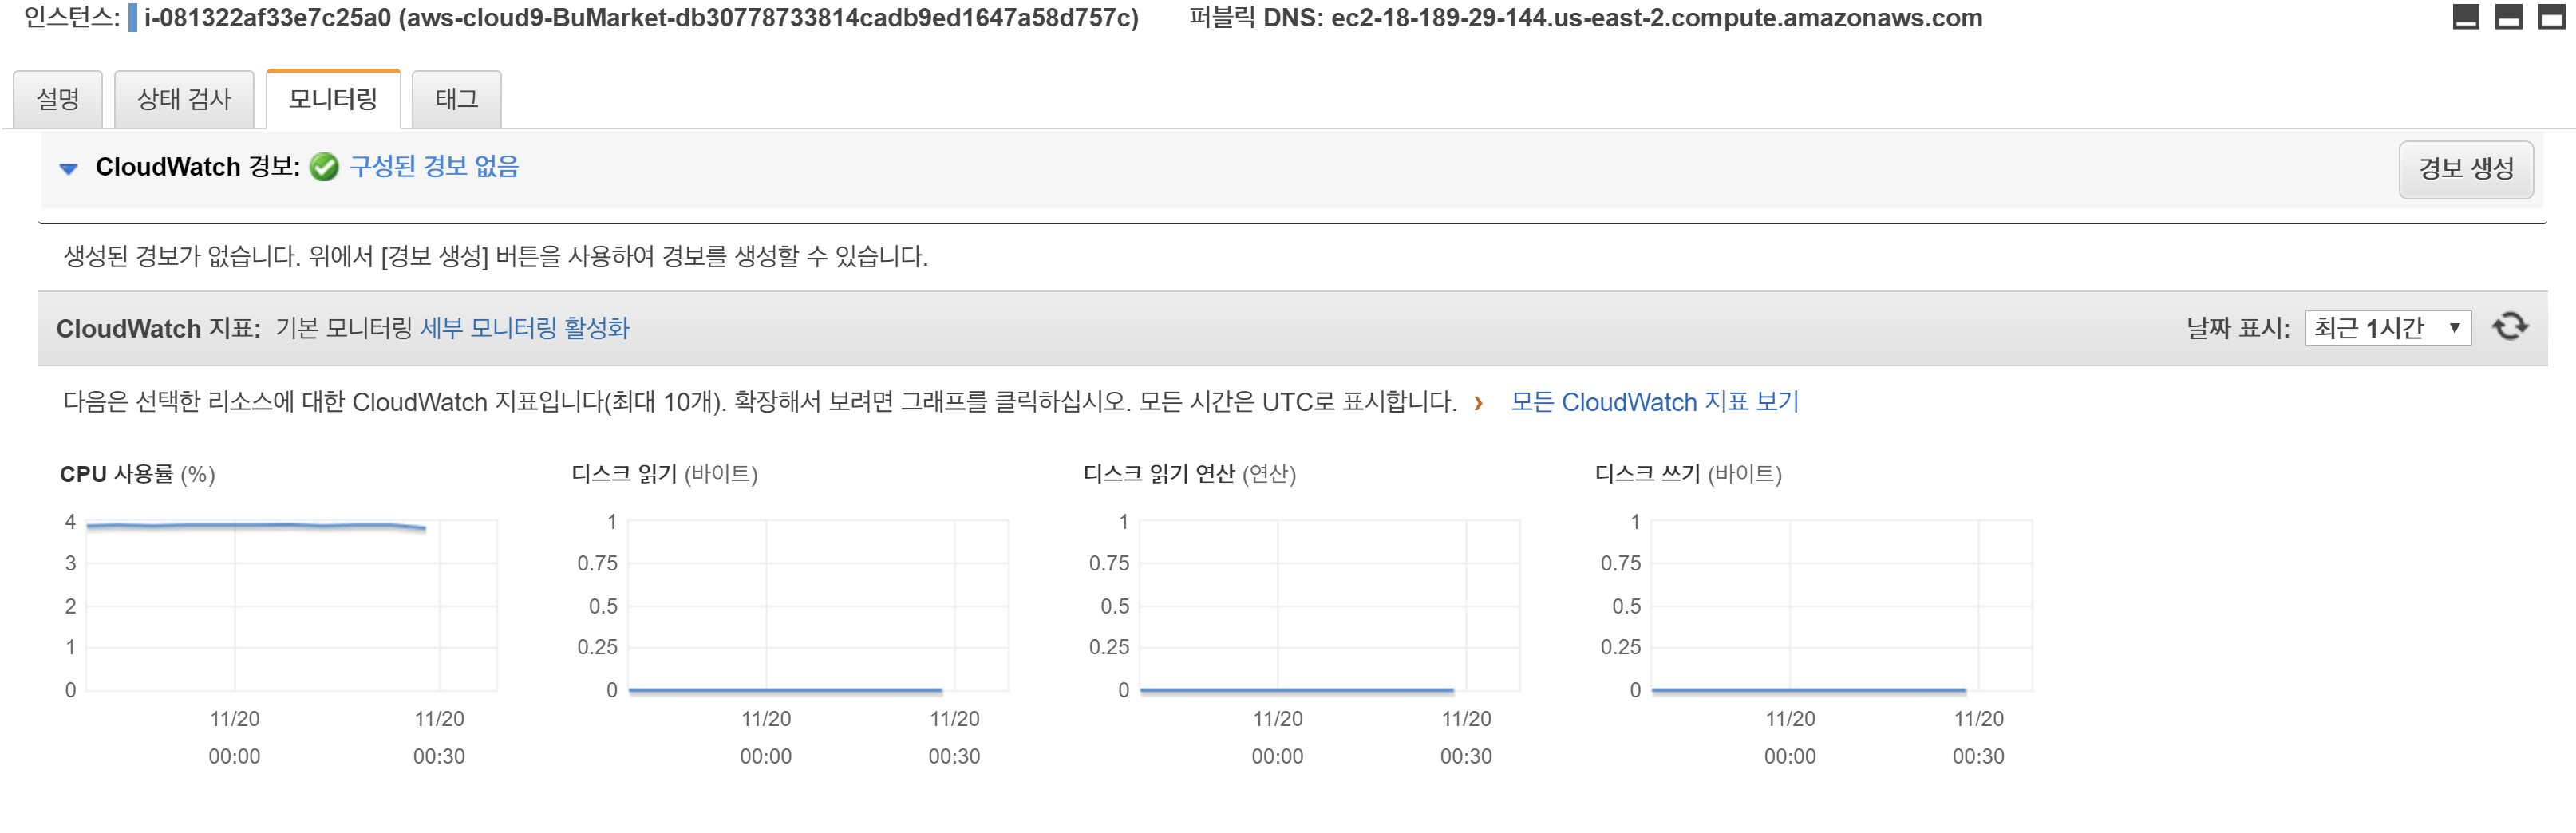 인스턴스: i-081322af33e7c25a0 (aws-cloud9-BuMarket-db30778733814cadb9ed1647a58d757c) 퍼블릭 DNS: ec2-18-189-29-144.us-east-2.compute.amazonaws.com
설명 상태 검사 모니터링 태그
CloudWatch 경보: 구성된 경보 없음 경보 생성
생성된 경보가 없습니다. 위에서 [경보 생성] 버튼을 사용하여 경보를 생성할 수 있습니다.
CloudWatch 지표: 기본 모니터링 세부 모니터링 활성화 날짜 표시: 최근 1시간
다음은 선택한 리소스에 대한 CloudWatch 지표입니다(최대 10개). 확장해서 보려면 그래프를 클릭하십시오. 모든 시간은 UTC로 표시합니다. › 모든 CloudWatch 지표 보기
CPU 사용률 (%)
4
3
2
1
0
11/20 11/20
00:00 00:30
디스크 읽기 (바이트)
1
0.75
0.5
0.25
0
11/20 11/20
00:00 00:30
디스크 읽기 연산 (연산)
1
0.75
0.5
0.25
0
11/20 11/20
00:00 00:30
디스크 쓰기 (바이트)
1
0.75
0.5
0.25
0
11/20 11/20
00:00 00:30